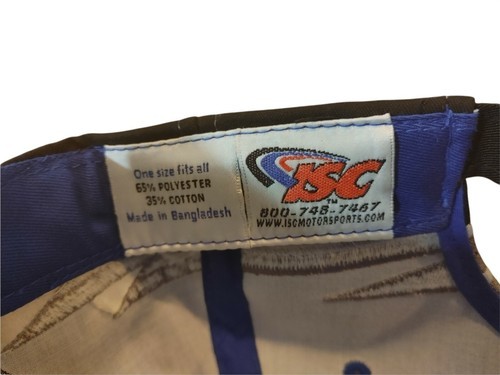 One size fits all
65% POLYESTER
35% COTTON
Made in Bangladesh
ISC
TM
800-748-7467
WWW.ISCMOTORSPORTS.COM